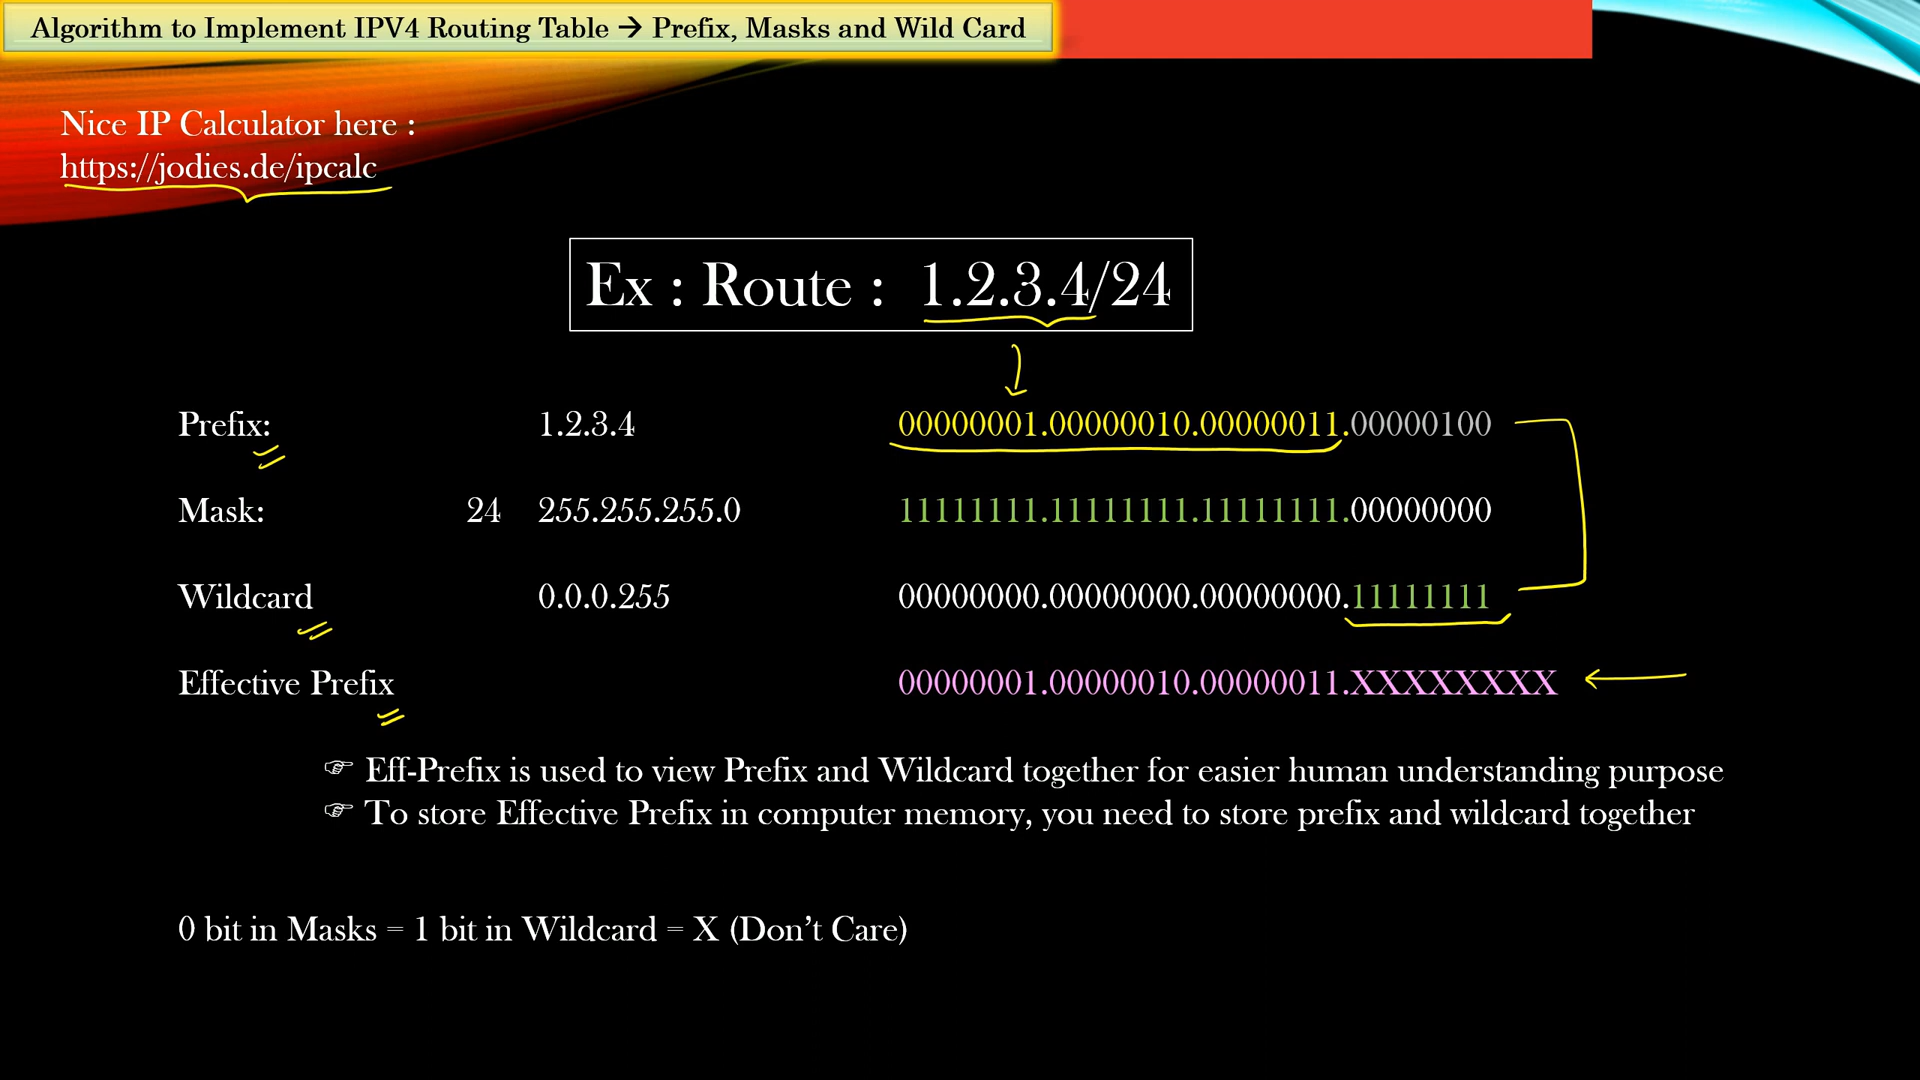 Algorithm to Implement IPV4 Routing Table → Prefix, Masks and Wild Card
Nice IP Calculator here :
https://jodies.de/ipcalc
Ex : Route : 1.2.3.4/24
Prefix: 1.2.3.4 00000001.00000010.00000011.00000100
Mask: 24 255.255.255.0 11111111.11111111.11111111.00000000
Wildcard 0.0.0.255 00000000.00000000.00000000.11111111
Effective Prefix 00000001.00000010.00000011.XXXXXXXX
☞ Eff-Prefix is used to view Prefix and Wildcard together for easier human understanding purpose
☞ To store Effective Prefix in computer memory, you need to store prefix and wildcard together
0 bit in Masks = 1 bit in Wildcard = X (Don’t Care)